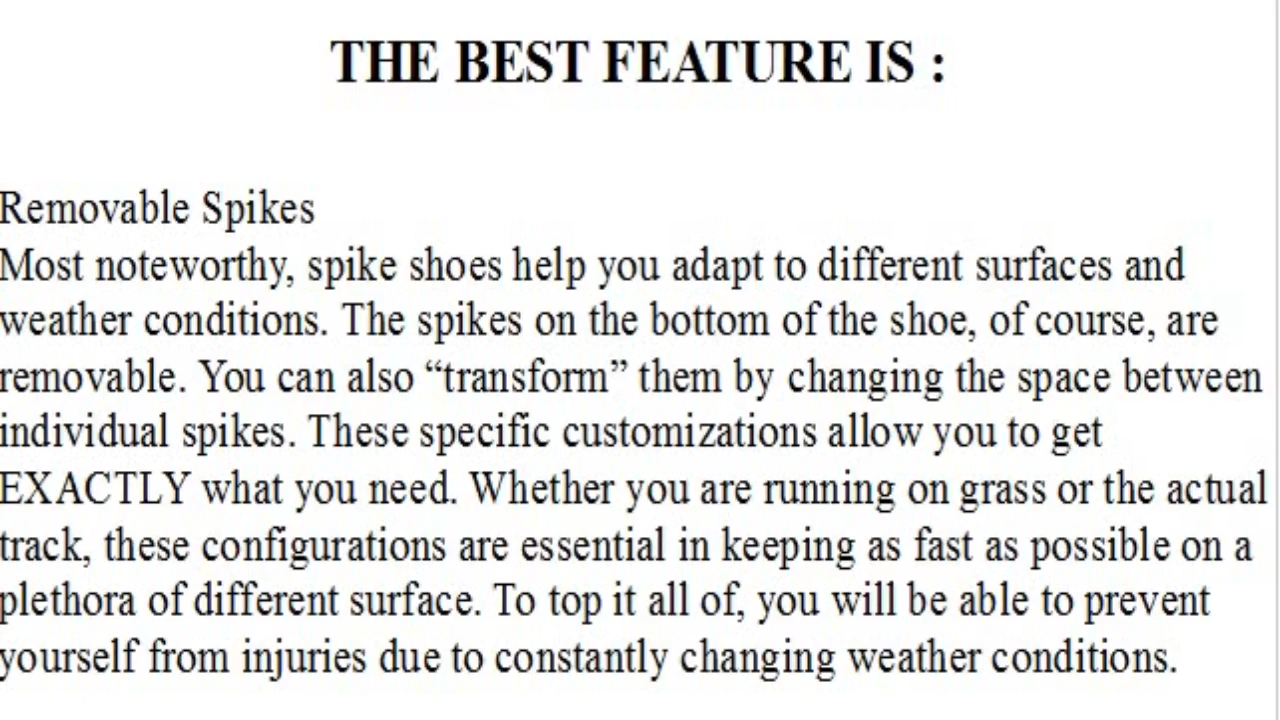 THE BEST FEATURE IS :
Removable Spikes
Most noteworthy, spike shoes help you adapt to different surfaces and
weather conditions. The spikes on the bottom of the shoe, of course, are
removable. You can also “transform” them by changing the space between
individual spikes. These specific customizations allow you to get
EXACTLY what you need. Whether you are running on grass or the actual
track, these configurations are essential in keeping as fast as possible on a
plethora of different surface. To top it all of, you will be able to prevent
yourself from injuries due to constantly changing weather conditions.